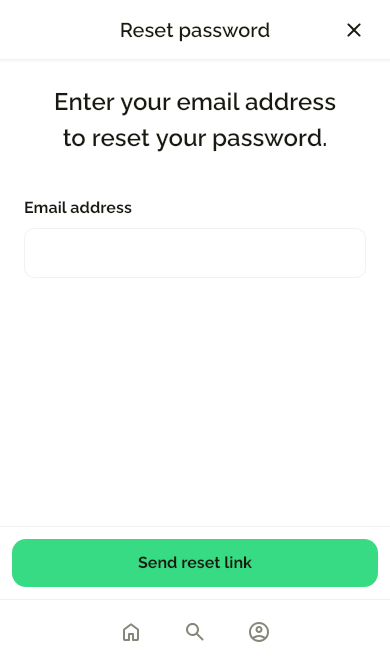 Reset password
Enter your email address
to reset your password.
Email address
Send reset link